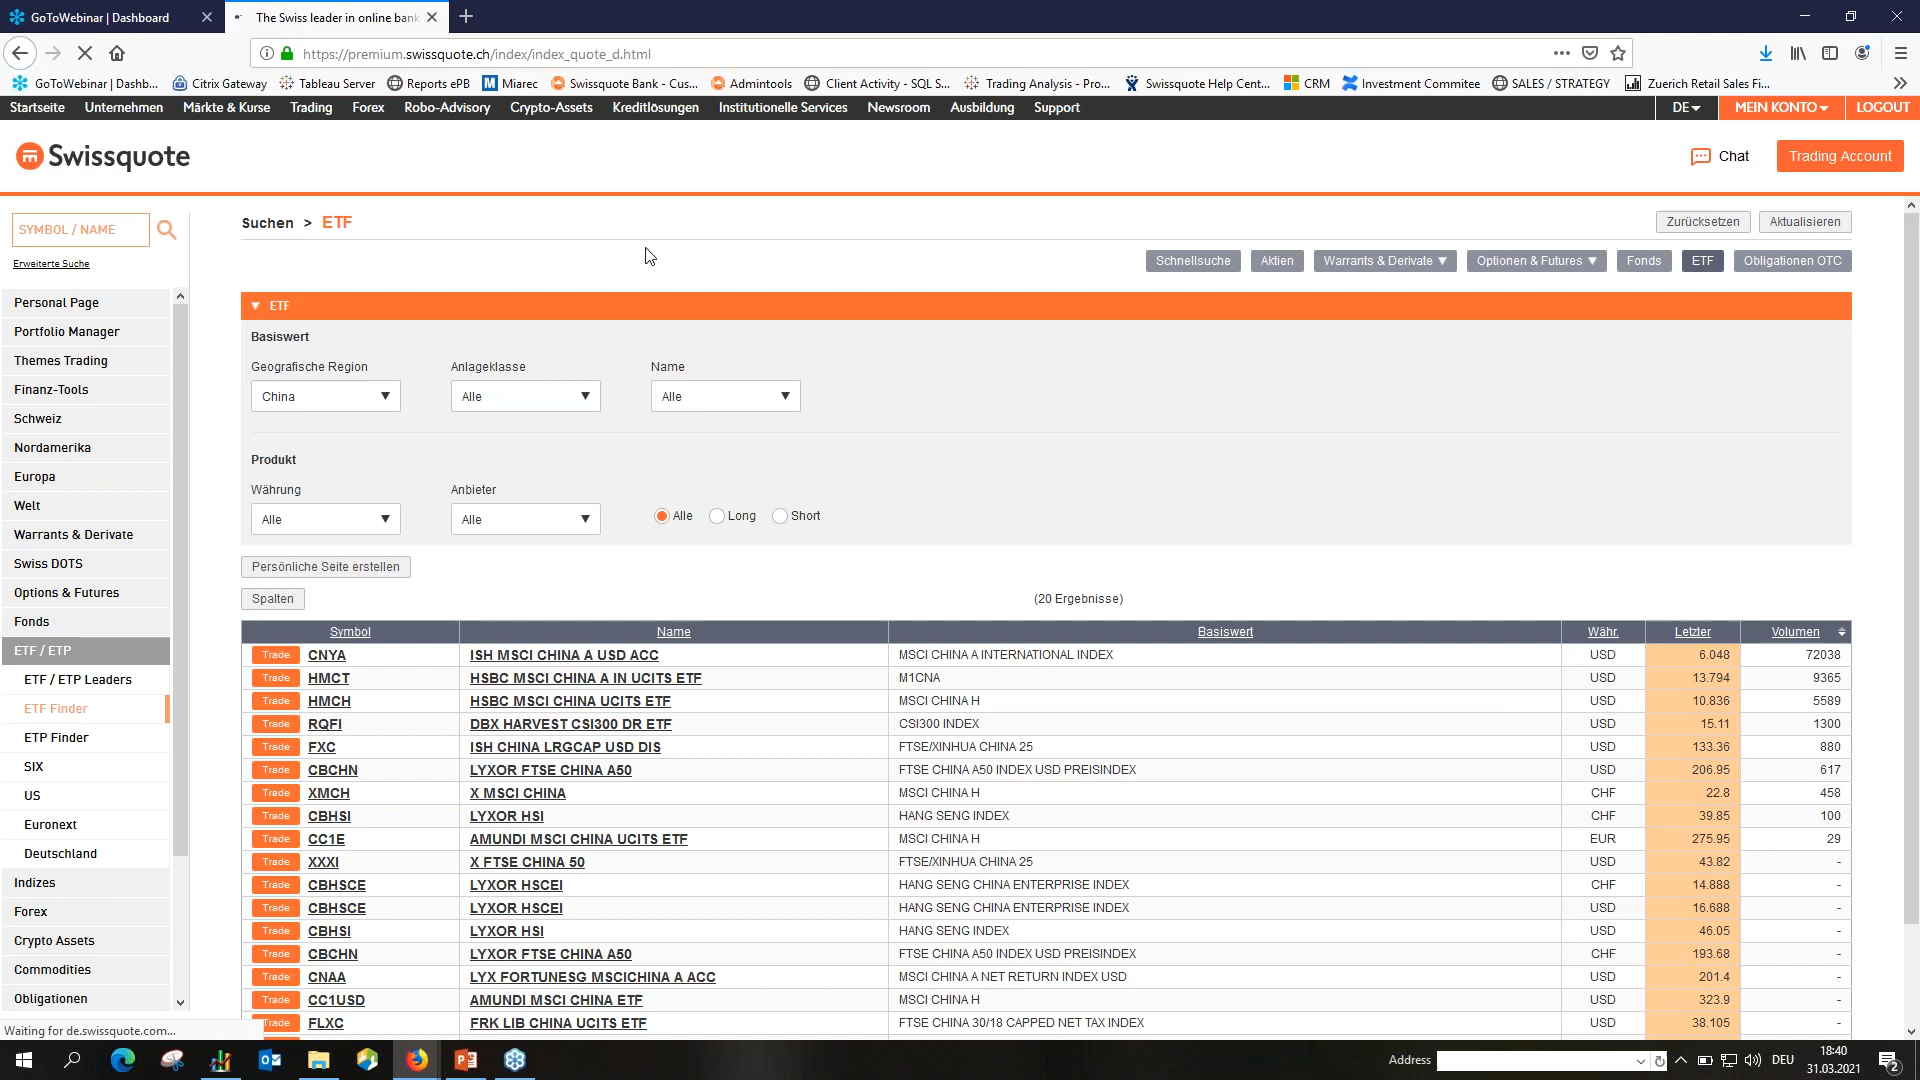 GoToWebinar | Dashboard
The Swiss leader in online bank
https://premium.swissquote.ch/index/index_quote_d.html
GoToWebinar | Dashb...
Citrix Gateway
Tableau Server
Reports ePB
Miarec
Swissquote Bank - Cus...
Admintools
Client Activity - SQL S...
Trading Analysis - Pro...
Swissquote Help Cent...
CRM
Investment Commitee
SALES / STRATEGY
Zuerich Retail Sales Fi...
Startseite
Unternehmen
Märkte & Kurse
Trading
Forex
Robo-Advisory
Crypto-Assets
Kreditlösungen
Institutionelle Services
Newsroom
Ausbildung
Support
DE
MEIN KONTO
LOGOUT
Swissquote
Chat
Trading Account
SYMBOL / NAME
Erweiterte Suche
Personal Page
Portfolio Manager
Themes Trading
Finanz-Tools
Schweiz
Nordamerika
Europa
Welt
Warrants & Derivate
Swiss DOTS
Options & Futures
Fonds
ETF / ETP
ETF / ETP Leaders
ETF Finder
ETP Finder
SIX
US
Euronext
Deutschland
Indizes
Forex
Crypto Assets
Commodities
Obligationen
Suchen > ETF
Zurücksetzen
Aktualisieren
Schnellsuche
Aktien
Warrants & Derivate
Optionen & Futures
Fonds
ETF
Obligationen OTC
ETF
Basiswert
Geografische Region
Anlageklasse
Name
China
Alle
Alle
Produkt
Währung
Anbieter
Alle
Alle
Alle
Long
Short
Persönliche Seite erstellen
Spalten
(20 Ergebnisse)
Symbol Name Basiswert Währ. Letzter Volumen
Trade CNYA ISH MSCI CHINA A USD ACC MSCI CHINA A INTERNATIONAL INDEX USD 6.048 72038
Trade HMCT HSBC MSCI CHINA A IN UCITS ETF M1CNA USD 13.794 9365
Trade HMCH HSBC MSCI CHINA UCITS ETF MSCI CHINA H USD 10.836 5589
Trade RQFI DBX HARVEST CSI300 DR ETF CSI300 INDEX USD 15.11 1300
Trade FXC ISH CHINA LRGCAP USD DIS FTSE/XINHUA CHINA 25 USD 133.36 880
Trade CBCHN LYXOR FTSE CHINA A50 FTSE CHINA A50 INDEX USD PREISINDEX USD 206.95 617
Trade XMCH X MSCI CHINA MSCI CHINA H CHF 22.8 458
Trade CBHSI LYXOR HSI HANG SENG INDEX CHF 39.85 100
Trade CC1E AMUNDI MSCI CHINA UCITS ETF MSCI CHINA H EUR 275.95 29
Trade XXXI X FTSE CHINA 50 FTSE/XINHUA CHINA 25 USD 43.82 -
Trade CBHSCE LYXOR HSCEI HANG SENG CHINA ENTERPRISE INDEX CHF 14.888 -
Trade CBHSCE LYXOR HSCEI HANG SENG CHINA ENTERPRISE INDEX USD 16.688 -
Trade CBHSI LYXOR HSI HANG SENG INDEX USD 46.05 -
Trade CBCHN LYXOR FTSE CHINA A50 FTSE CHINA A50 INDEX USD PREISINDEX CHF 193.68 -
Trade CNAA LYX FORTUNESG MSCICHINA A ACC MSCI CHINA A NET RETURN INDEX USD USD 201.4 -
Trade CC1USD AMUNDI MSCI CHINA ETF MSCI CHINA H USD 323.9 -
Trade FLXC FRK LIB CHINA UCITS ETF FTSE CHINA 30/18 CAPPED NET TAX INDEX USD 38.105 -
Waiting for de.swissquote.com...
Address
DEU
18:40
31.03.2021
2